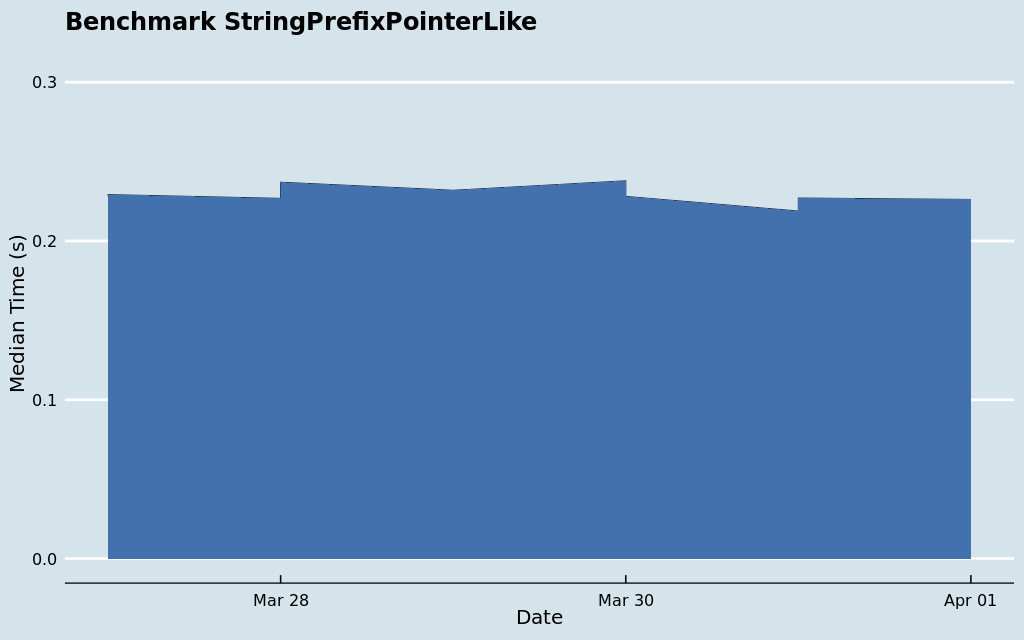 Benchmark StringPrefixPointerLike
0.3
0.2
0.1
0.0
Median Time (s)
Mar 28
Mar 30
Apr 01
Date